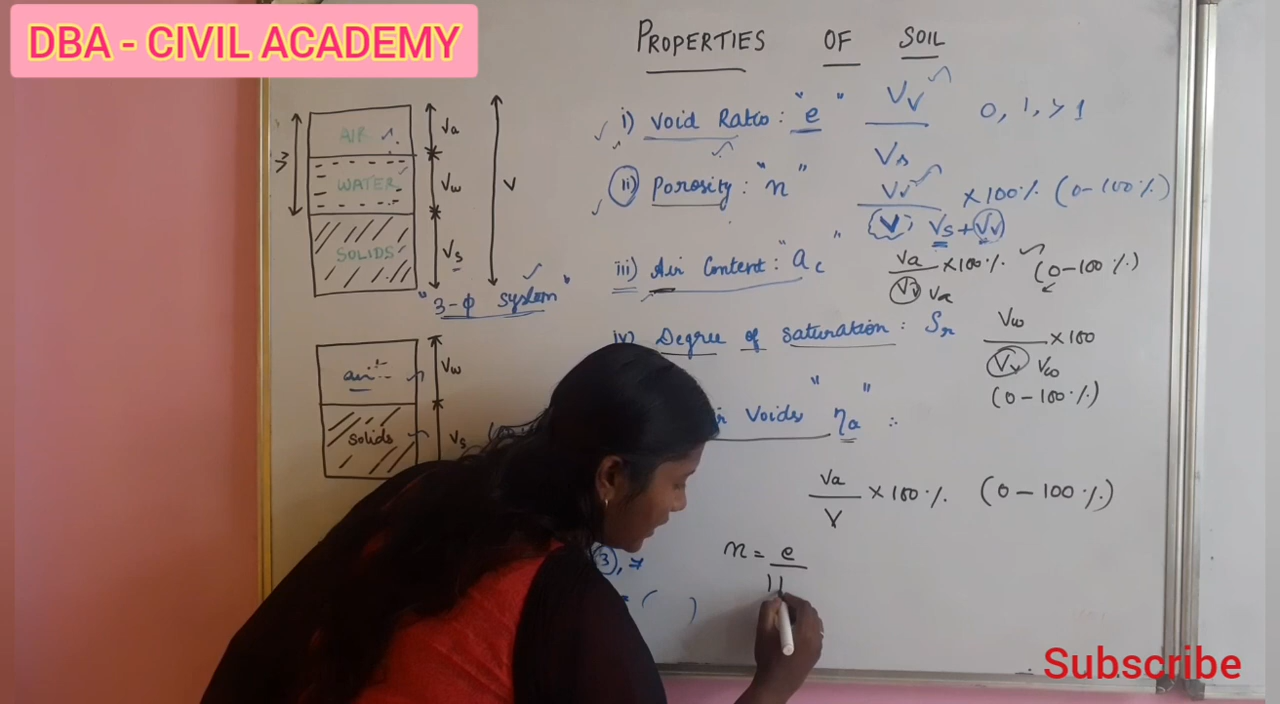 DBA - CIVIL ACADEMY
PROPERTIES OF SOIL
AIR
Va
WATER
Vw
V
SOLIDS
Vs
"3-ϕ System"
i) Void Ratio: "e" Vv / Vs 0, 1, > 1
ii) Porosity: "n" Vv / V ×100% (0-100%)
Vs + Vv
iii) Air Content: "ac" Va / Vv ×100% (0-100%)
Va
iv) Degree of Saturation: Sr Vw / Vv ×100
Vw
(0-100%)
air
Vw
Solids
Vs
Voids "ηa" :
Va / V ×100% (0-100%)
③,
= ( )
n = e
Subscribe